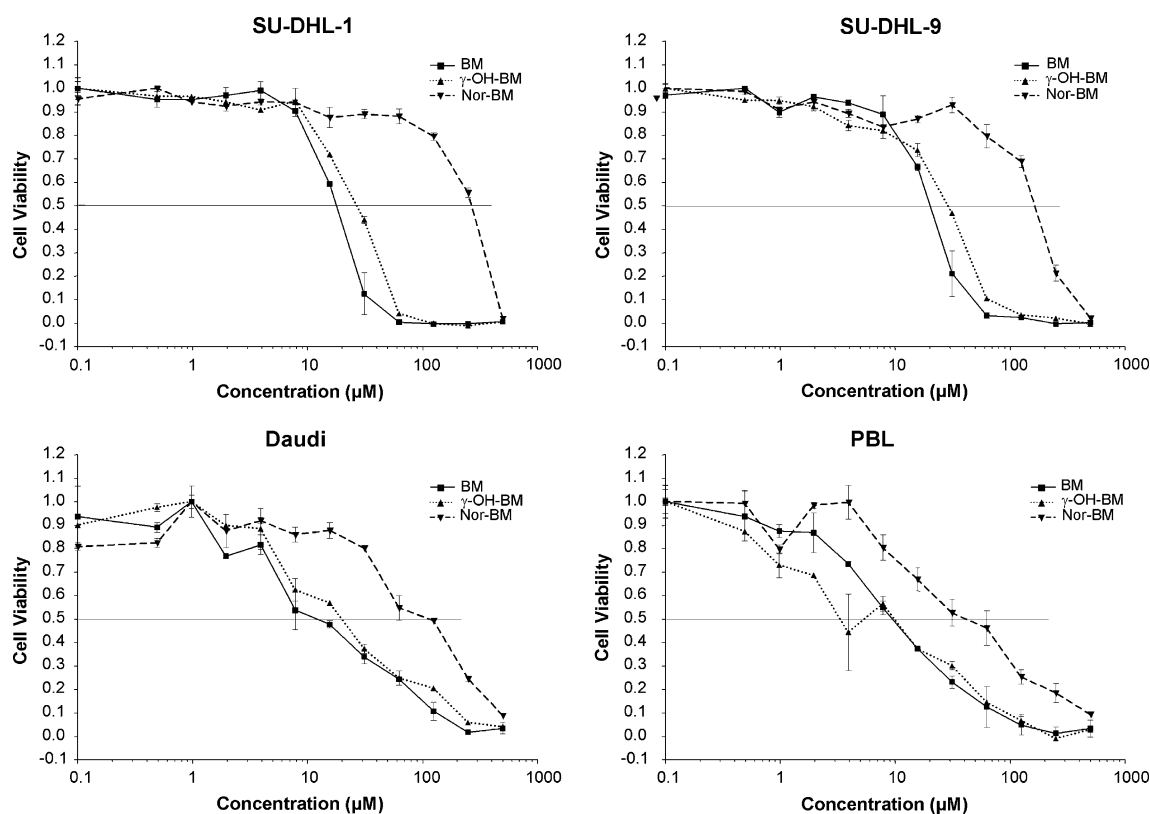 SU-DHL-1
1.2
1.1
1.0
0.9
0.8
0.7
0.6
0.5
0.4
0.3
0.2
0.1
0.0
-0.1
Cell Viability
BM
γ-OH-BM
Nor-BM
0.1 1 10 100 1000
Concentration (µM)
SU-DHL-9
1.2
1.1
1.0
0.9
0.8
0.7
0.6
0.5
0.4
0.3
0.2
0.1
0.0
-0.1
Cell Viability
BM
γ-OH-BM
Nor-BM
0.1 1 10 100 1000
Concentration (µM)
Daudi
1.2
1.1
1.0
0.9
0.8
0.7
0.6
0.5
0.4
0.3
0.2
0.1
0.0
-0.1
Cell Viability
BM
γ-OH-BM
Nor-BM
0.1 1 10 100 1000
Concentration (µM)
PBL
1.2
1.1
1.0
0.9
0.8
0.7
0.6
0.5
0.4
0.3
0.2
0.1
0.0
-0.1
Cell Viability
BM
γ-OH-BM
Nor-BM
0.1 1 10 100 1000
Concentration (µM)